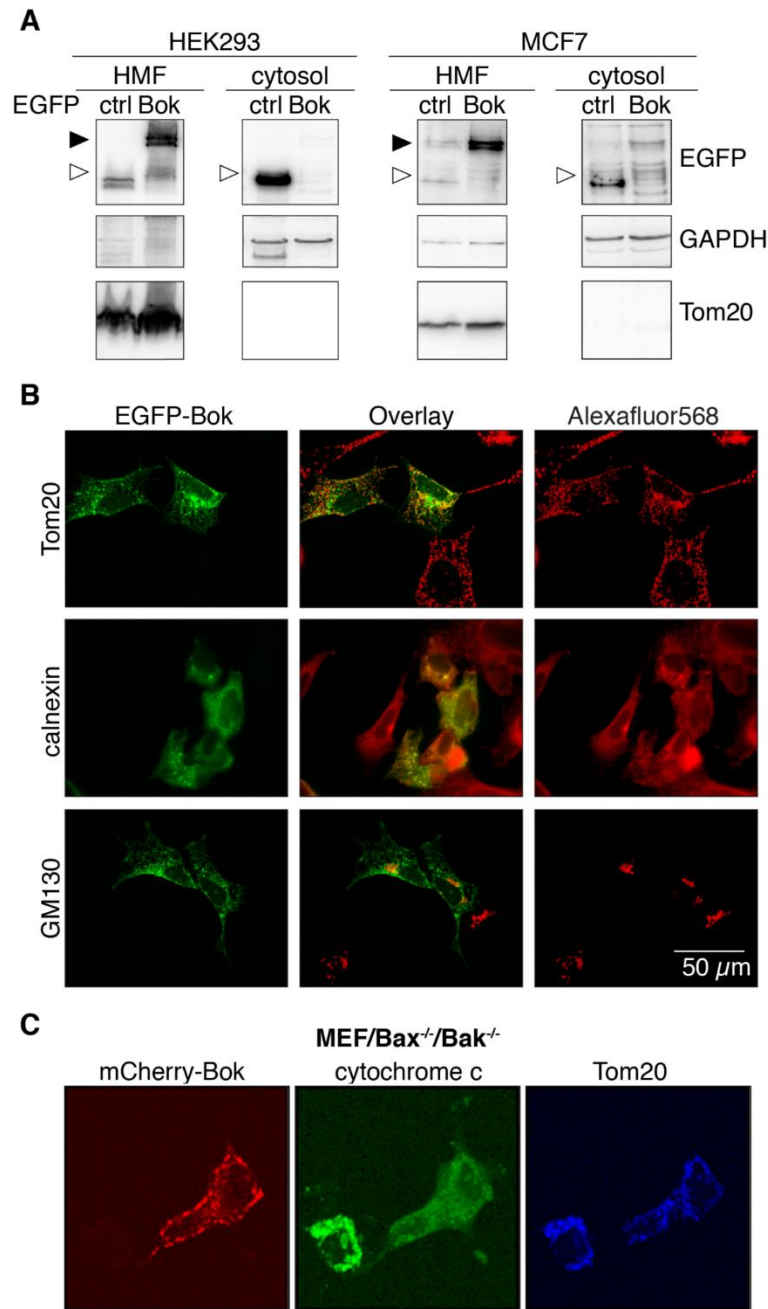 A
HEK293 MCF7
HMF cytosol HMF cytosol
EGFP ctrl Bok ctrl Bok ctrl Bok ctrl Bok
EGFP
GAPDH
Tom20
B
EGFP-Bok Overlay Alexafluor568
Tom20
calnexin
GM130
50 µm
C
MEF/Bax⁻/⁻/Bak⁻/⁻
mCherry-Bok cytochrome c Tom20